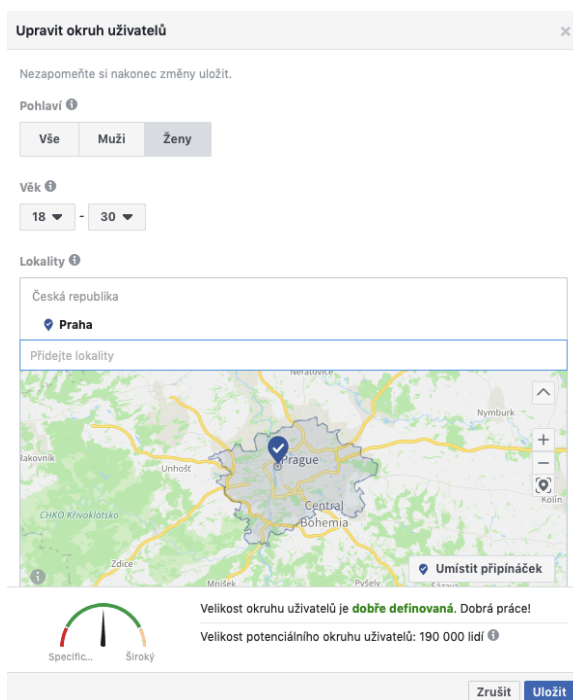 Upravit okruh uživatelů
Nezapomeňte si nakonec změny uložit.
Pohlaví
Vše Muži Ženy
Věk
18 - 30
Lokality
Česká republika
Praha
Přidejte lokality
Neratovice
Nymburk
Rakovník
Unhošť
Prague
Kolín
CHKO Křivoklátsko
Central
Bohemia
Zdice
Umístit připínáček
Mníšek
Pyšely
Sázava
Velikost okruhu uživatelů je dobře definovaná. Dobrá práce!
Velikost potenciálního okruhu uživatelů: 190 000 lidí
Specific... Široký
Zrušit Uložit